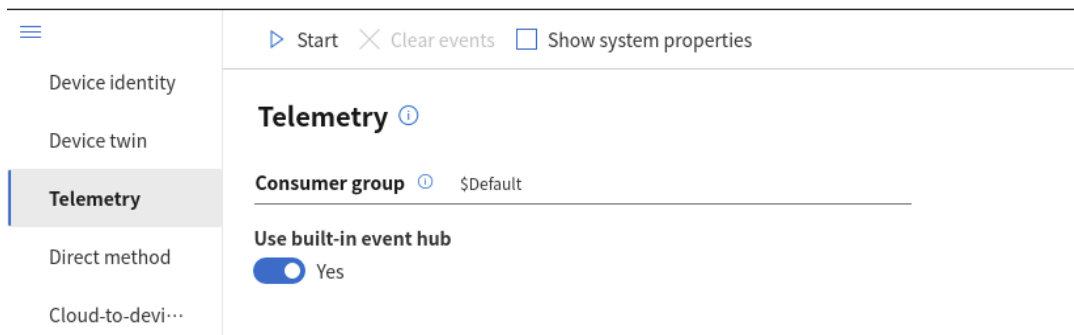 Start Clear events Show system properties
Device identity
Device twin
Telemetry
Direct method
Cloud-to-devi···
Telemetry
Consumer group $Default
Use built-in event hub
Yes